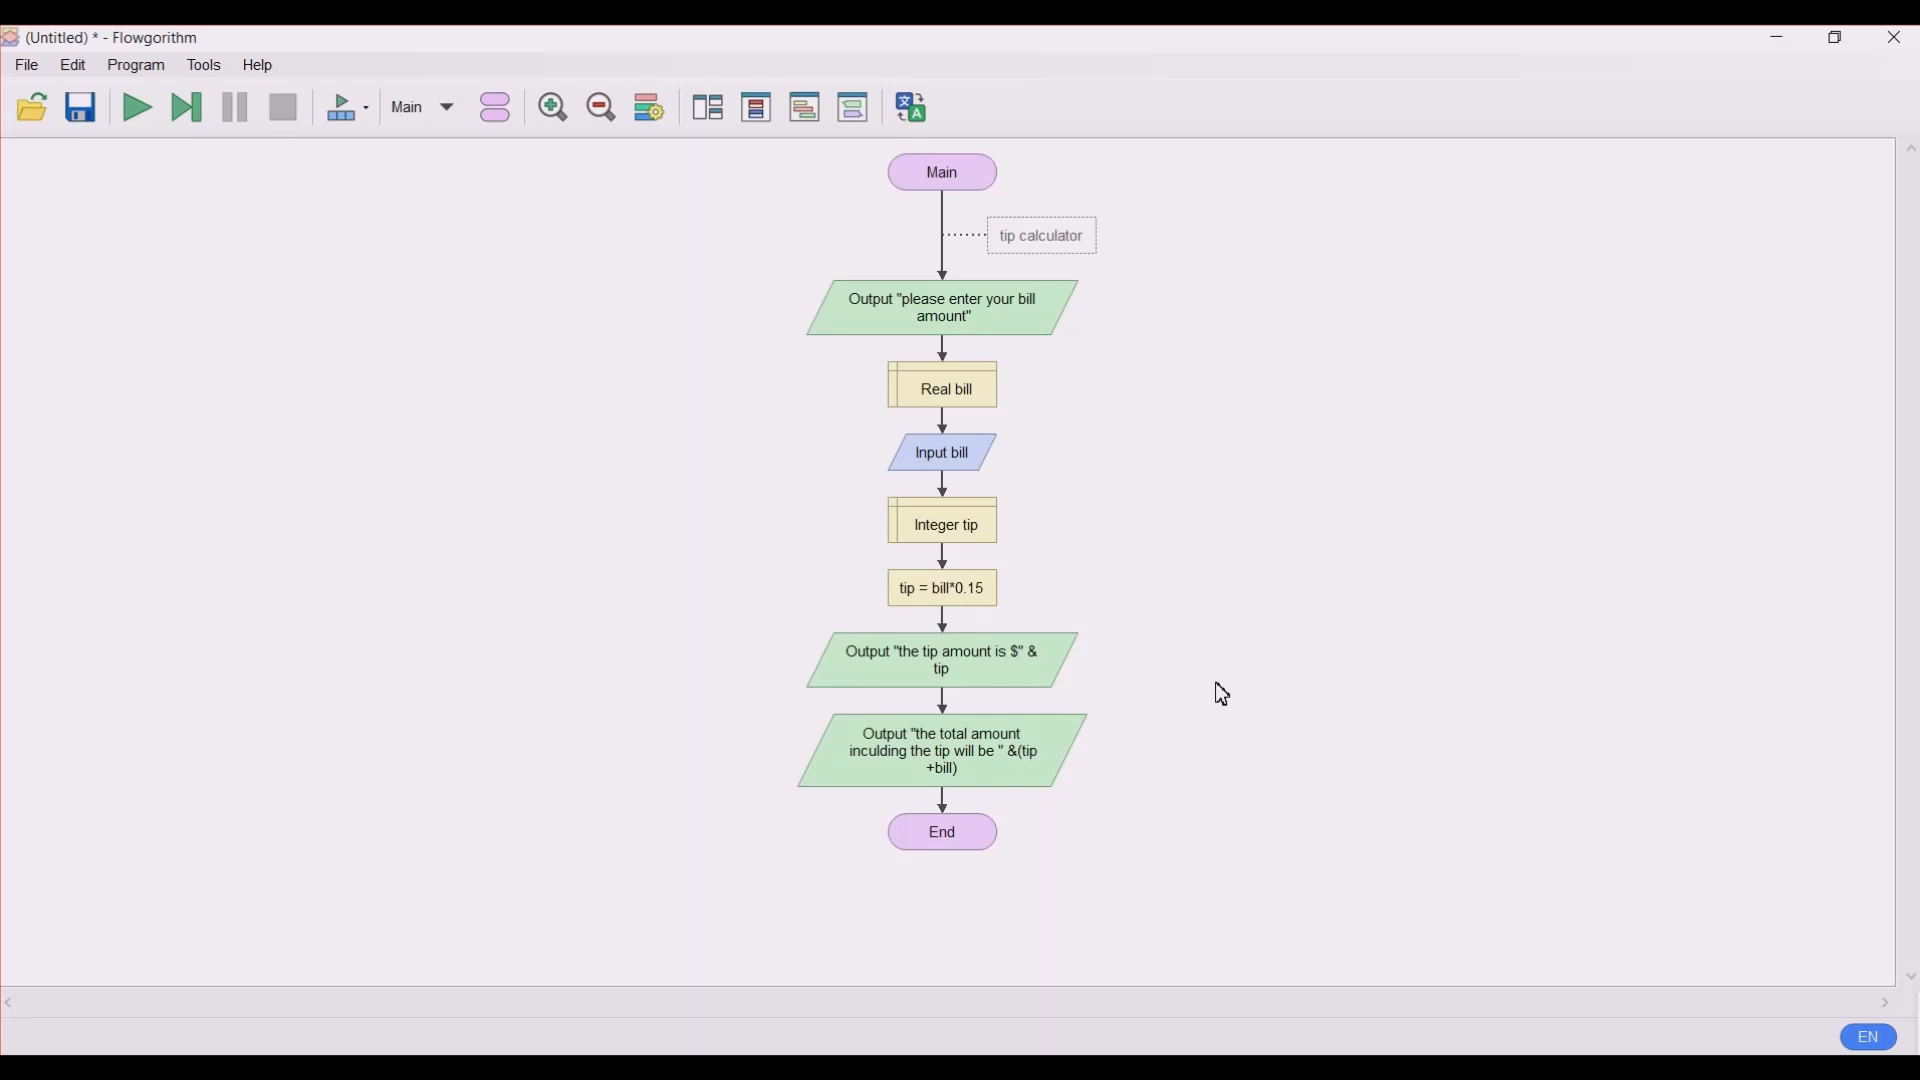 (Untitled) * - Flowgorithm
File Edit Program Tools Help
Main
文 A
Main
tip calculator
Output "please enter your bill
amount"
Real bill
Input bill
Integer tip
tip = bill*0.15
Output "the tip amount is $" &
tip
Output "the total amount
inculding the tip will be " &(tip
+bill)
End
EN